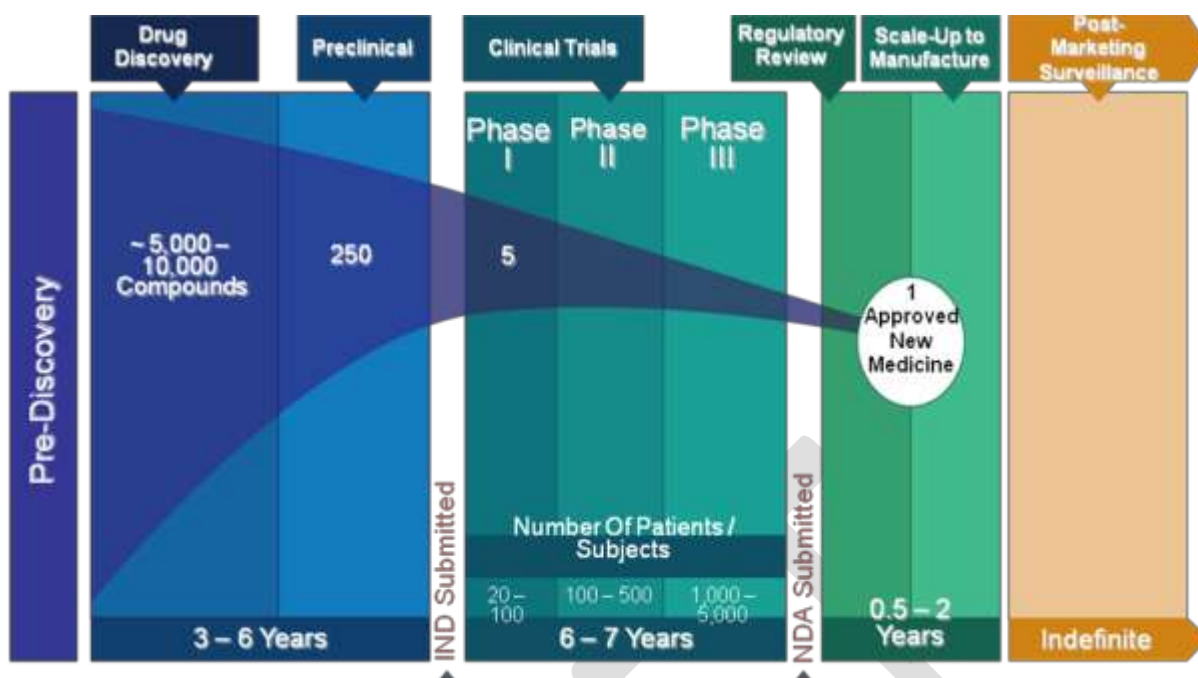 Drug
Discovery
Preclinical
Clinical Trials
Regulatory
Review
Scale-Up to
Manufacture
Post-
Marketing
Surveillance
Pre-Discovery
Phase
I
Phase
II
Phase
III
~ 5,000 –
10,000
Compounds
250
5
1
Approved
New
Medicine
IND Submitted
NDA Submitted
Number Of Patients /
Subjects
20 –
100
100 – 500
1,000 –
5,000
3 – 6 Years
6 – 7 Years
0.5 – 2
Years
Indefinite